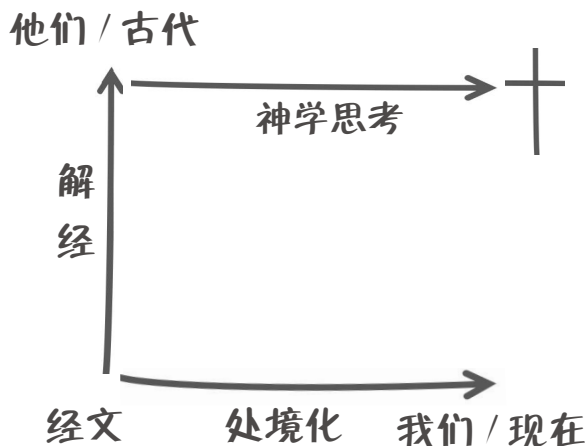 他们 / 古代
神学思考
解
经
经文
处境化
我们 / 现在